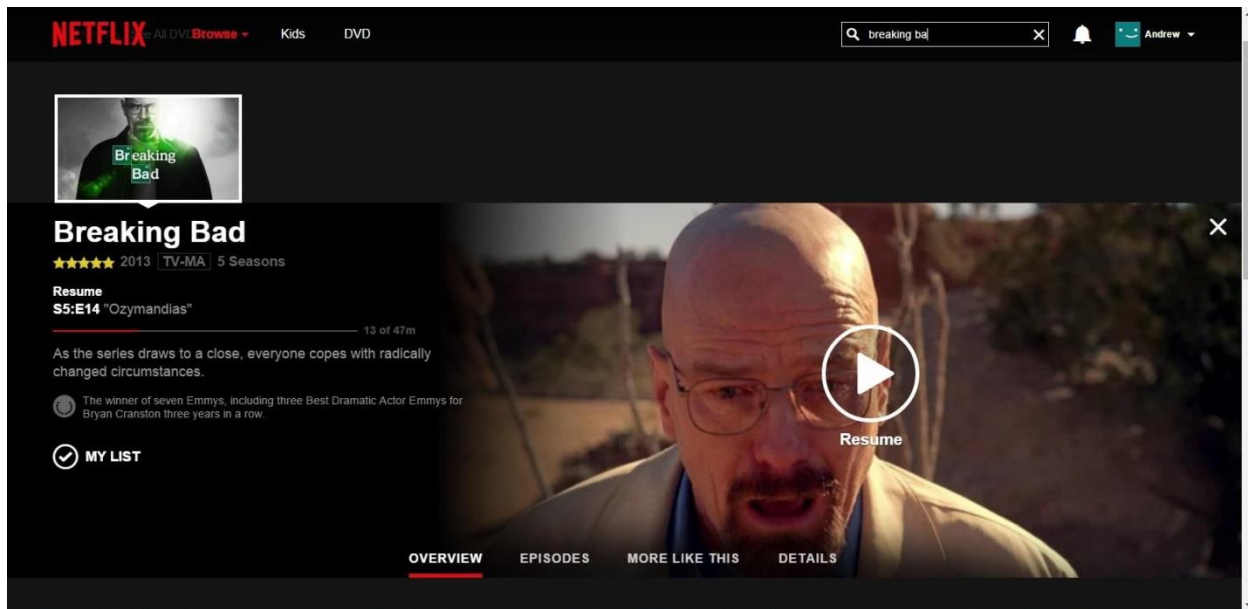 NETFLIX e All DVD Browse Kids DVD breaking ba Andrew
Breaking
Bad
Breaking Bad
2013 TV-MA 5 Seasons
Resume
S5:E14 "Ozymandias"
13 of 47m
As the series draws to a close, everyone copes with radically
changed circumstances.
The winner of seven Emmys, including three Best Dramatic Actor Emmys for
Bryan Cranston three years in a row.
MY LIST
Resume
OVERVIEW EPISODES MORE LIKE THIS DETAILS